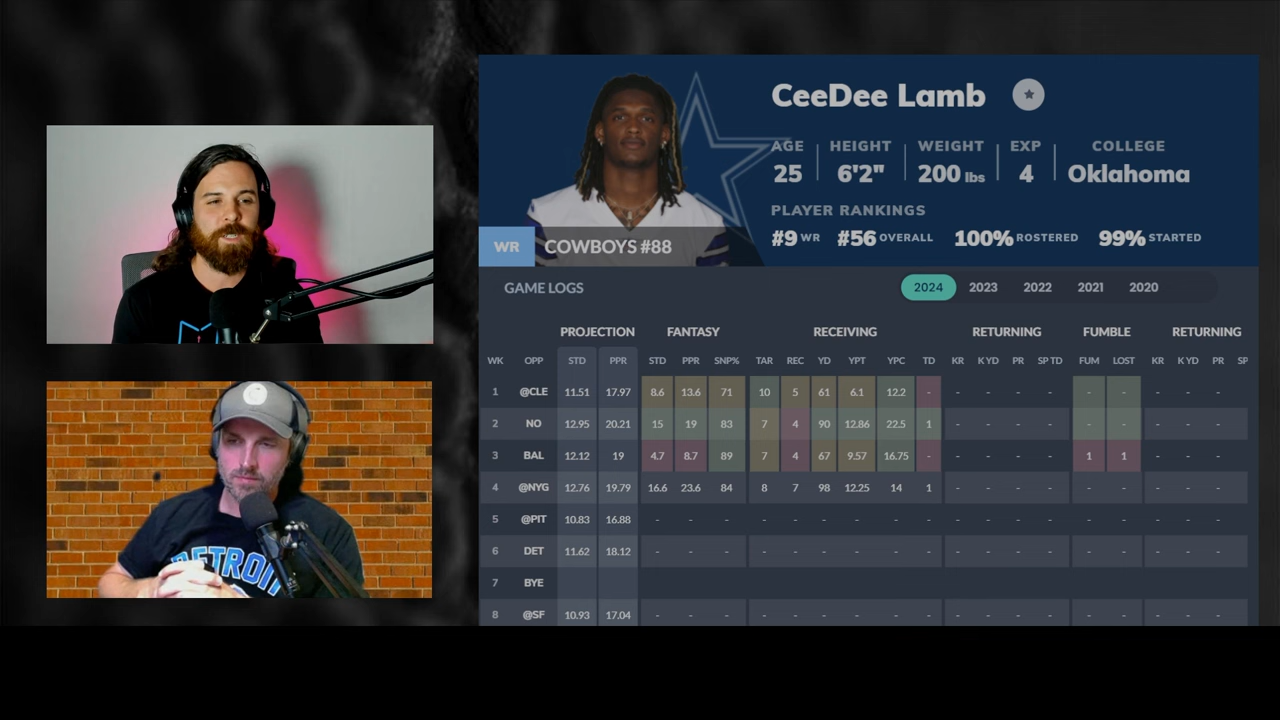 CeeDee Lamb
AGE HEIGHT WEIGHT EXP COLLEGE
25 6'2" 200 lbs 4 Oklahoma
PLAYER RANKINGS
#9 WR #56 OVERALL 100% ROSTERED 99% STARTED
WR COWBOYS #88
GAME LOGS 2024 2023 2022 2021 2020
PROJECTION FANTASY RECEIVING RETURNING FUMBLE RETURNING
WK OPP STD PPR STD PPR SNP% TAR REC YD YPT YPC TD KR K YD PR SP TD FUM LOST KR K YD PR SP
1 @CLE 11.51 17.97 8.6 13.6 71 10 5 61 6.1 12.2 - - - - - - - - - -
2 NO 12.95 20.21 15 19 83 7 4 90 12.86 22.5 1 - - - - - - - - -
3 BAL 12.12 19 4.7 8.7 89 7 4 67 9.57 16.75 - - - - - 1 1 - - -
4 @NYG 12.76 19.79 16.6 23.6 84 8 7 98 12.25 14 1 - - - - - - - - -
5 @PIT 10.83 16.88 - - - - - - - - - - - - - - - - - -
6 DET 11.62 18.12 - - - - - - - - - - - - - - - - - -
7 BYE
8 @SF 10.93 17.04 - - - - - - - - - - - - - - - - - -
DETROIT